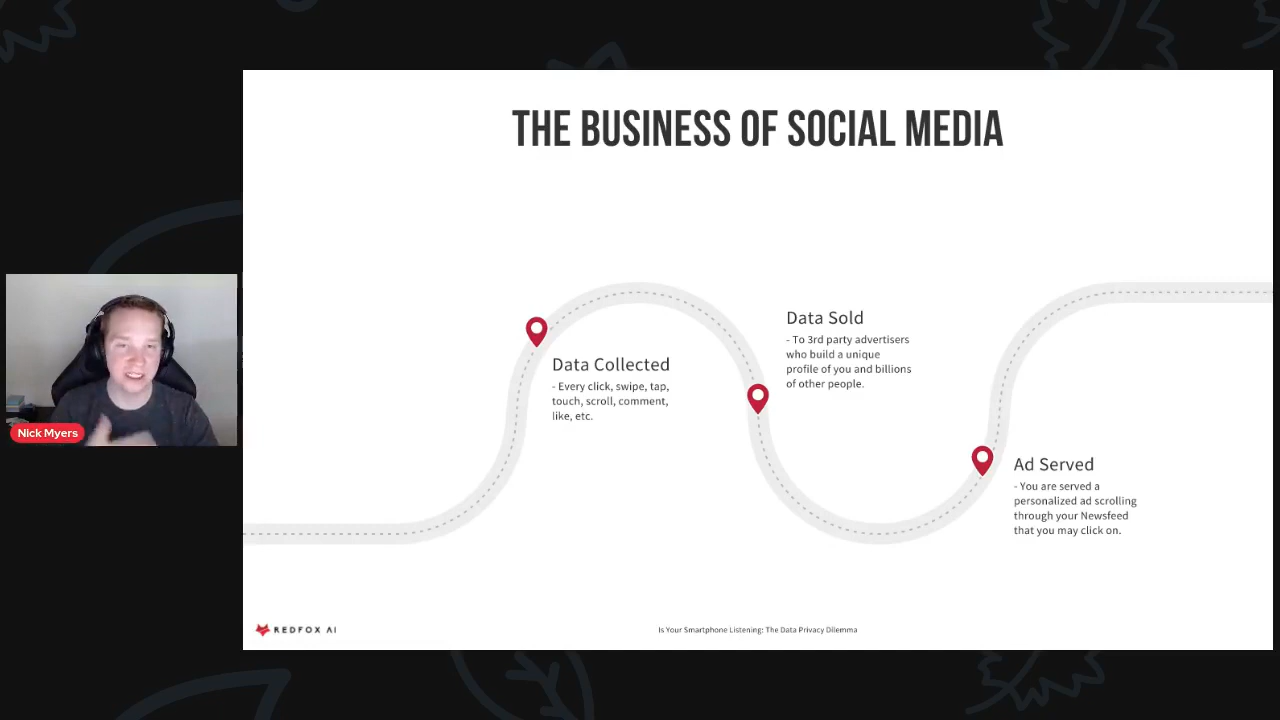 THE BUSINESS OF SOCIAL MEDIA
Data Collected
- Every click, swipe, tap,
touch, scroll, comment,
like, etc.
Data Sold
- To 3rd party advertisers
who build a unique
profile of you and billions
of other people.
Ad Served
- You are served a
personalized ad scrolling
through your Newsfeed
that you may click on.
Nick Myers
REDFOX AI
Is Your Smartphone Listening: The Data Privacy Dilemma